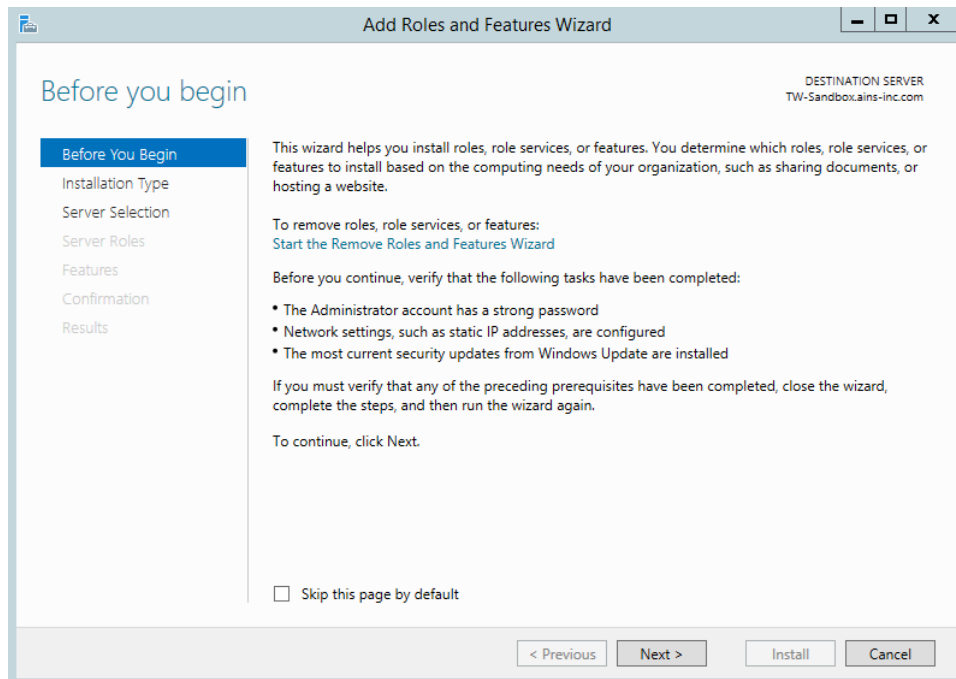 Add Roles and Features Wizard
Before you begin
DESTINATION SERVER
TW-Sandbox.ains-inc.com
Before You Begin
Installation Type
Server Selection
Server Roles
Features
Confirmation
Results
This wizard helps you install roles, role services, or features. You determine which roles, role services, or
features to install based on the computing needs of your organization, such as sharing documents, or
hosting a website.
To remove roles, role services, or features:
Start the Remove Roles and Features Wizard
Before you continue, verify that the following tasks have been completed:
• The Administrator account has a strong password
• Network settings, such as static IP addresses, are configured
• The most current security updates from Windows Update are installed
If you must verify that any of the preceding prerequisites have been completed, close the wizard,
complete the steps, and then run the wizard again.
To continue, click Next.
Skip this page by default
< Previous
Next >
Install
Cancel